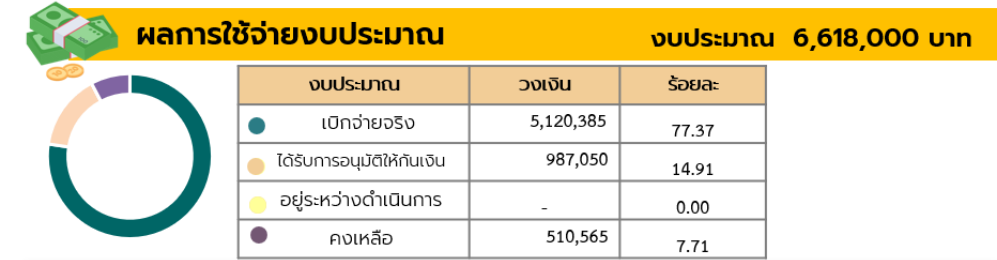 ผลการใช้จ่ายงบประมาณ งบประมาณ 6,618,000 บาท
งบประมาณ วงเงิน ร้อยละ
เบิกจ่ายจริง 5,120,385 77.37
ได้รับการอนุมัติให้กันเงิน 987,050 14.91
อยู่ระหว่างดำเนินการ - 0.00
คงเหลือ 510,565 7.71